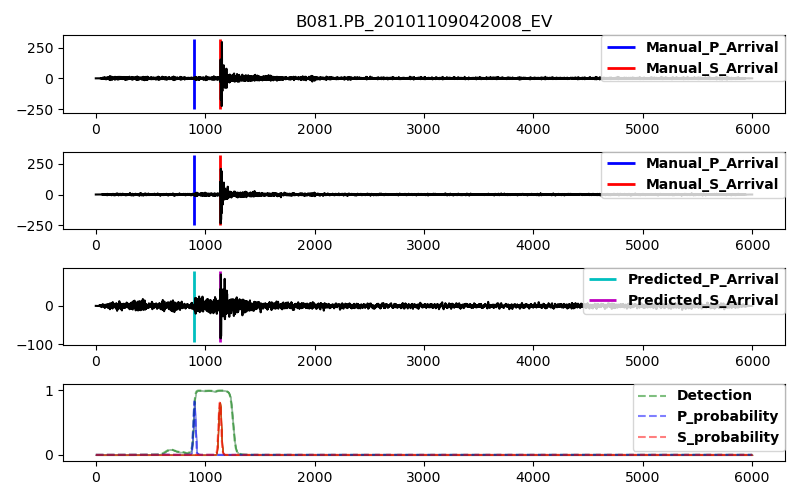 B081.PB_20101109042008_EV
250
0
−250
Manual_P_Arrival
Manual_S_Arrival
0 1000 2000 3000 4000 5000 6000
250
0
−250
Manual_P_Arrival
Manual_S_Arrival
0 1000 2000 3000 4000 5000 6000
0
−100
Predicted_P_Arrival
Predicted_S_Arrival
0 1000 2000 3000 4000 5000 6000
1
0
Detection
P_probability
S_probability
0 1000 2000 3000 4000 5000 6000